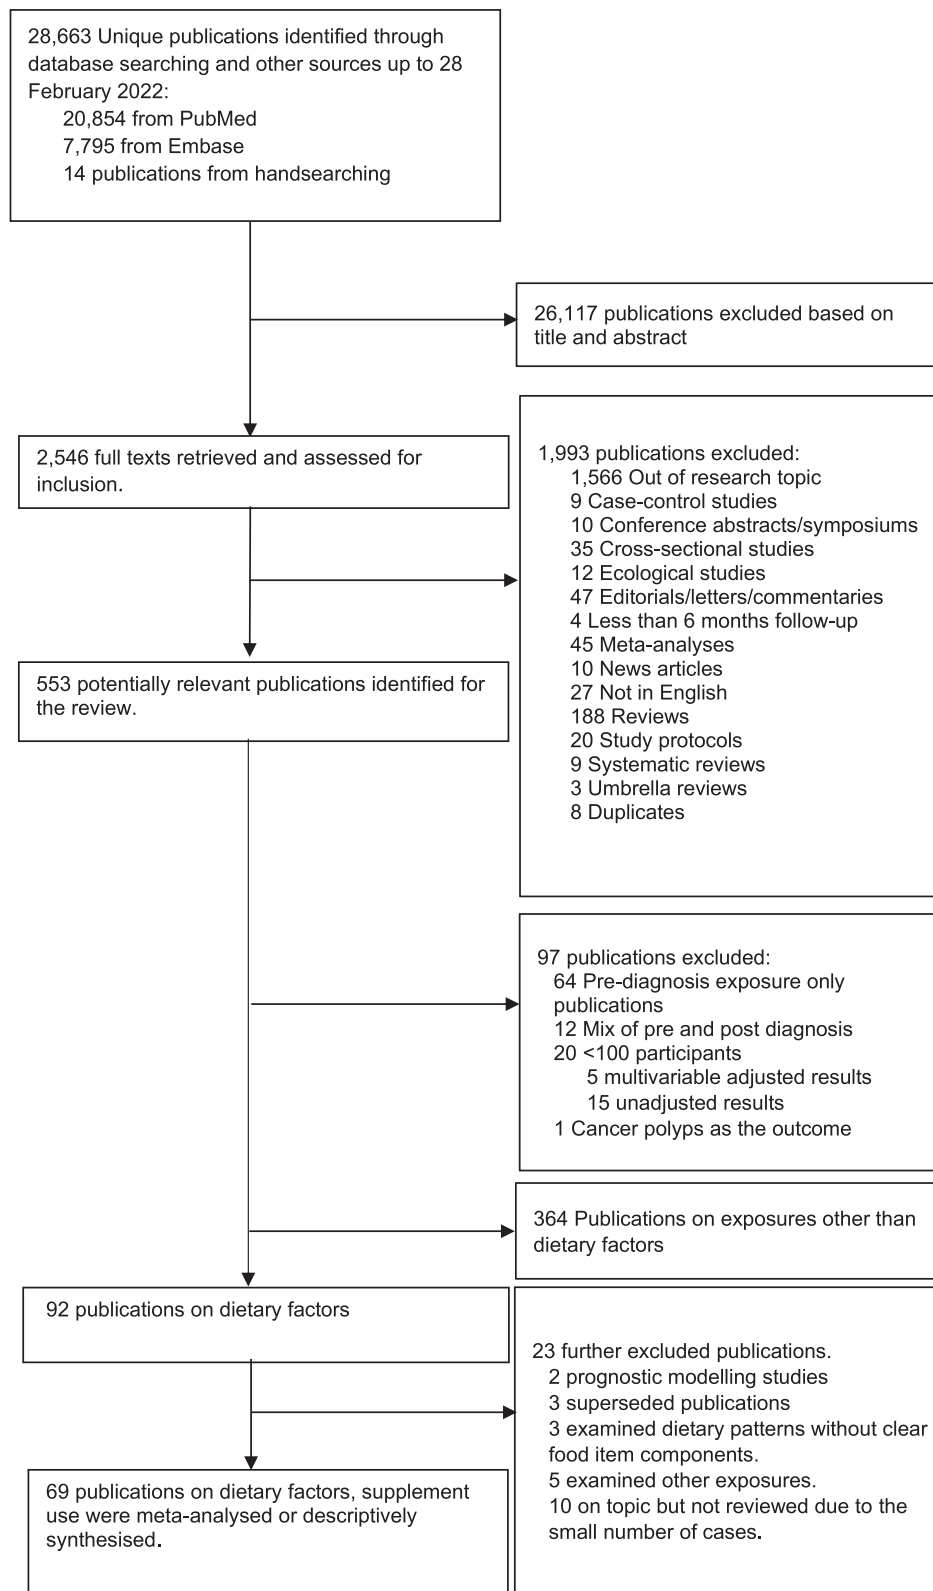 28,663 Unique publications identified through
database searching and other sources up to 28
February 2022:
20,854 from PubMed
7,795 from Embase
14 publications from handsearching
26,117 publications excluded based on
title and abstract
2,546 full texts retrieved and assessed for
inclusion.
1,993 publications excluded:
1,566 Out of research topic
9 Case-control studies
10 Conference abstracts/symposiums
35 Cross-sectional studies
12 Ecological studies
47 Editorials/letters/commentaries
4 Less than 6 months follow-up
45 Meta-analyses
10 News articles
27 Not in English
188 Reviews
20 Study protocols
9 Systematic reviews
3 Umbrella reviews
8 Duplicates
553 potentially relevant publications identified for
the review.
97 publications excluded:
64 Pre-diagnosis exposure only
publications
12 Mix of pre and post diagnosis
20 <100 participants
5 multivariable adjusted results
15 unadjusted results
1 Cancer polyps as the outcome
364 Publications on exposures other than
dietary factors
92 publications on dietary factors
23 further excluded publications.
2 prognostic modelling studies
3 superseded publications
3 examined dietary patterns without clear
food item components.
5 examined other exposures.
10 on topic but not reviewed due to the
small number of cases.
69 publications on dietary factors, supplement
use were meta-analysed or descriptively
synthesised.